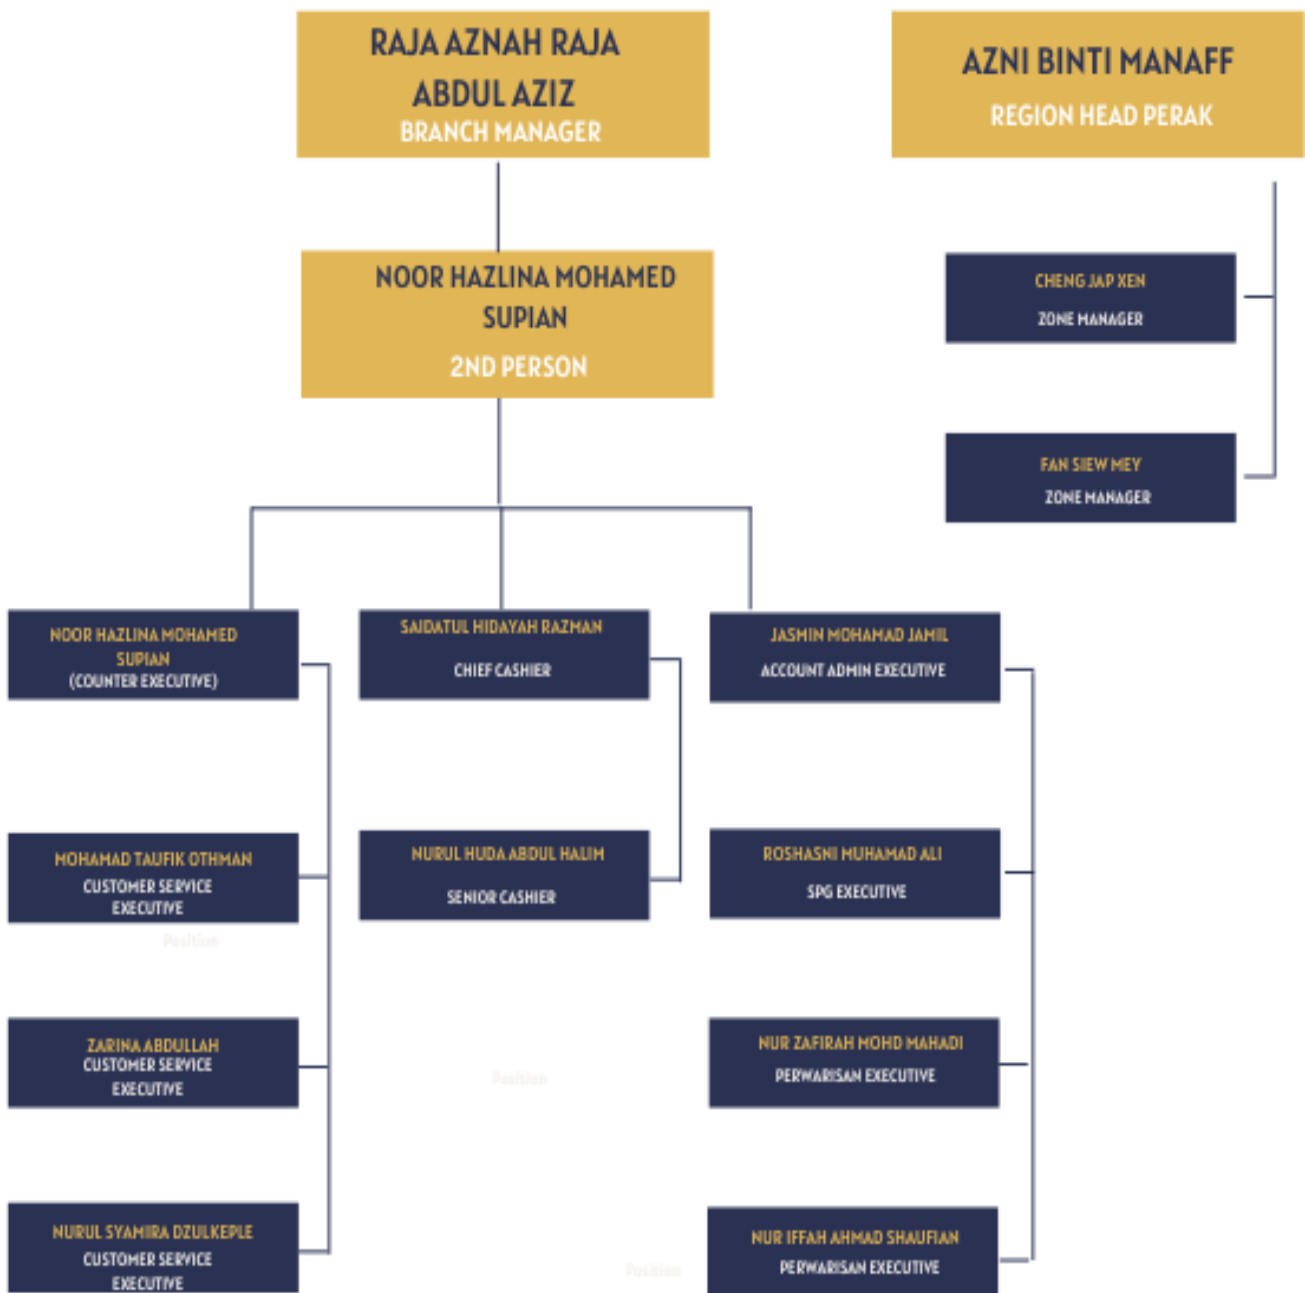 RAJA AZNAH RAJA
ABDUL AZIZ
BRANCH MANAGER
AZNI BINTI MANAFF
REGION HEAD PERAK
NOOR HAZLINA MOHAMED
SUPIAN
2ND PERSON
CHENG JAP XEN
ZONE MANAGER
FAN SIEW MEY
ZONE MANAGER
NOOR HAZLINA MOHAMED
SUPIAN
(COUNTER EXECUTIVE)
SAIDATUL HIDAYAH RAZMAN
CHIEF CASHIER
JASMIN MOHAMAD JAMIL
ACCOUNT ADMIN EXECUTIVE
MOHAMAD TAUFIK OTHMAN
CUSTOMER SERVICE
EXECUTIVE
Position
NURUL HUDA ABDUL HALIM
SENIOR CASHIER
ROSHASNI MUHAMAD ALI
SPG EXECUTIVE
ZARINA ABDULLAH
CUSTOMER SERVICE
EXECUTIVE
Position
NUR ZAFIRAH MOHD MAHADI
PERWARISAN EXECUTIVE
NURUL SYAMIRA DZULKEPLE
CUSTOMER SERVICE
EXECUTIVE
Position
NUR IFFAH AHMAD SHAUFIAN
PERWARISAN EXECUTIVE